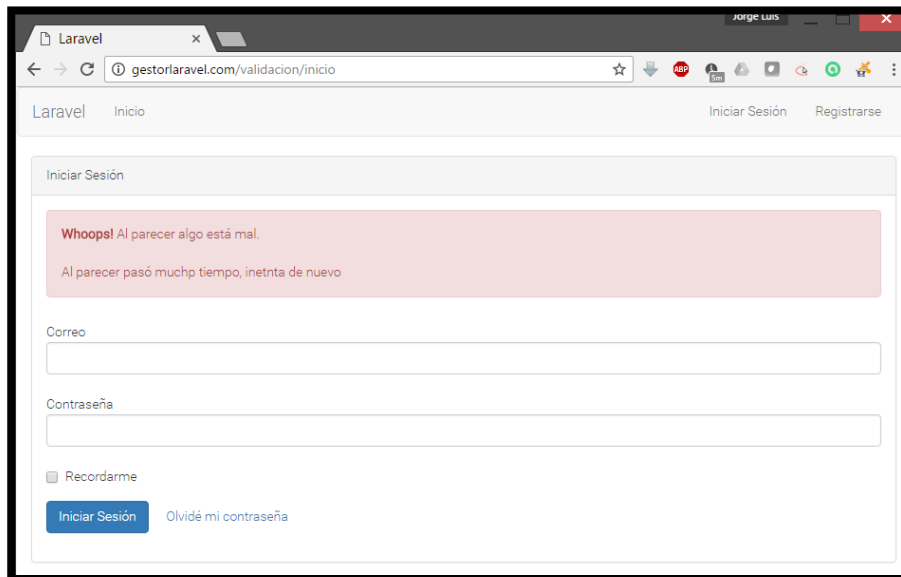 Jorge Luis
Laravel
gestorlaravel.com/validacion/inicio
ABP
5m
Laravel Inicio Iniciar Sesión Registrarse
Iniciar Sesión
Whoops! Al parecer algo está mal.
Al parecer pasó muchp tiempo, inetnta de nuevo
Correo
Contraseña
Recordarme
Iniciar Sesión Olvidé mi contraseña